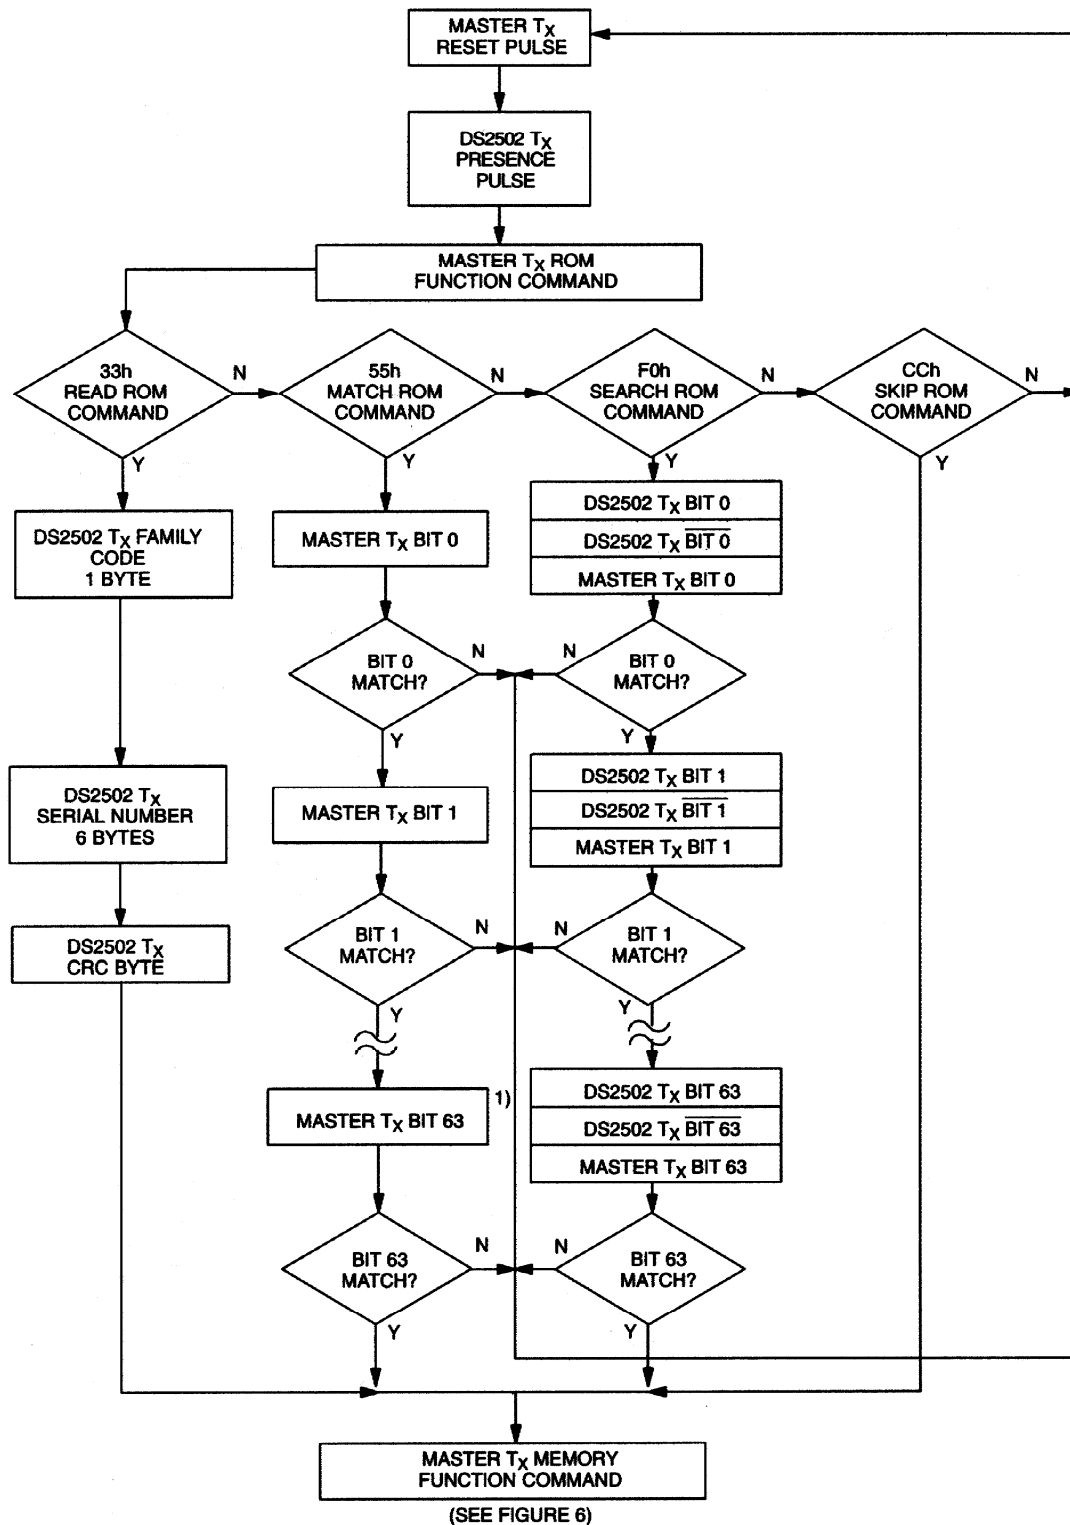 MASTER TX
RESET PULSE
DS2502 TX
PRESENCE
PULSE
MASTER TX ROM
FUNCTION COMMAND
33h
READ ROM
COMMAND
N
Y
55h
MATCH ROM
COMMAND
N
Y
F0h
SEARCH ROM
COMMAND
N
Y
CCh
SKIP ROM
COMMAND
N
Y
DS2502 TX FAMILY
CODE
1 BYTE
DS2502 TX
SERIAL NUMBER
6 BYTES
DS2502 TX
CRC BYTE
MASTER TX BIT 0
BIT 0
MATCH?
N
Y
MASTER TX BIT 1
BIT 1
MATCH?
N
Y
MASTER TX BIT 63
1)
BIT 63
MATCH?
N
Y
DS2502 TX BIT 0
DS2502 TX BIT 0
MASTER TX BIT 0
N
BIT 0
MATCH?
Y
DS2502 TX BIT 1
DS2502 TX BIT 1
MASTER TX BIT 1
N
BIT 1
MATCH?
Y
DS2502 TX BIT 63
DS2502 TX BIT 63
MASTER TX BIT 63
N
BIT 63
MATCH?
Y
MASTER TX MEMORY
FUNCTION COMMAND
(SEE FIGURE 6)